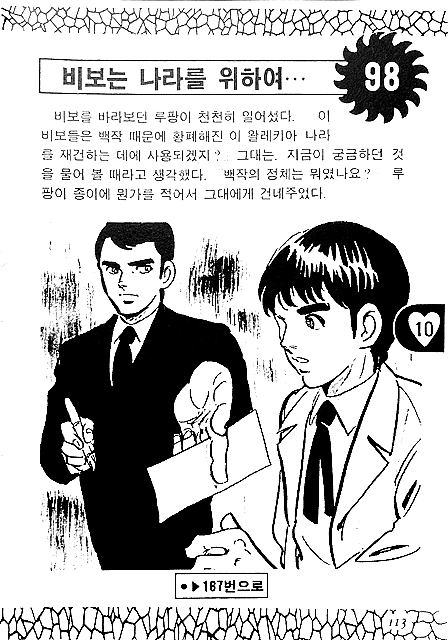 비보는 나라를 위하여…
98
비보를 바라보던 루팡이 천천히 일어섰다. 「이
비보들은 백작 때문에 황폐해진 이 왈레키아 나라
를 재건하는 데에 사용되겠지?」 그대는, 지금이 궁금하던 것
을 물어 볼 때라고 생각했다. 「백작의 정체는 뭐였나요?」 루
팡이 종이에 뭔가를 적어서 그대에게 건네주었다.
10
●▶167번으로
113